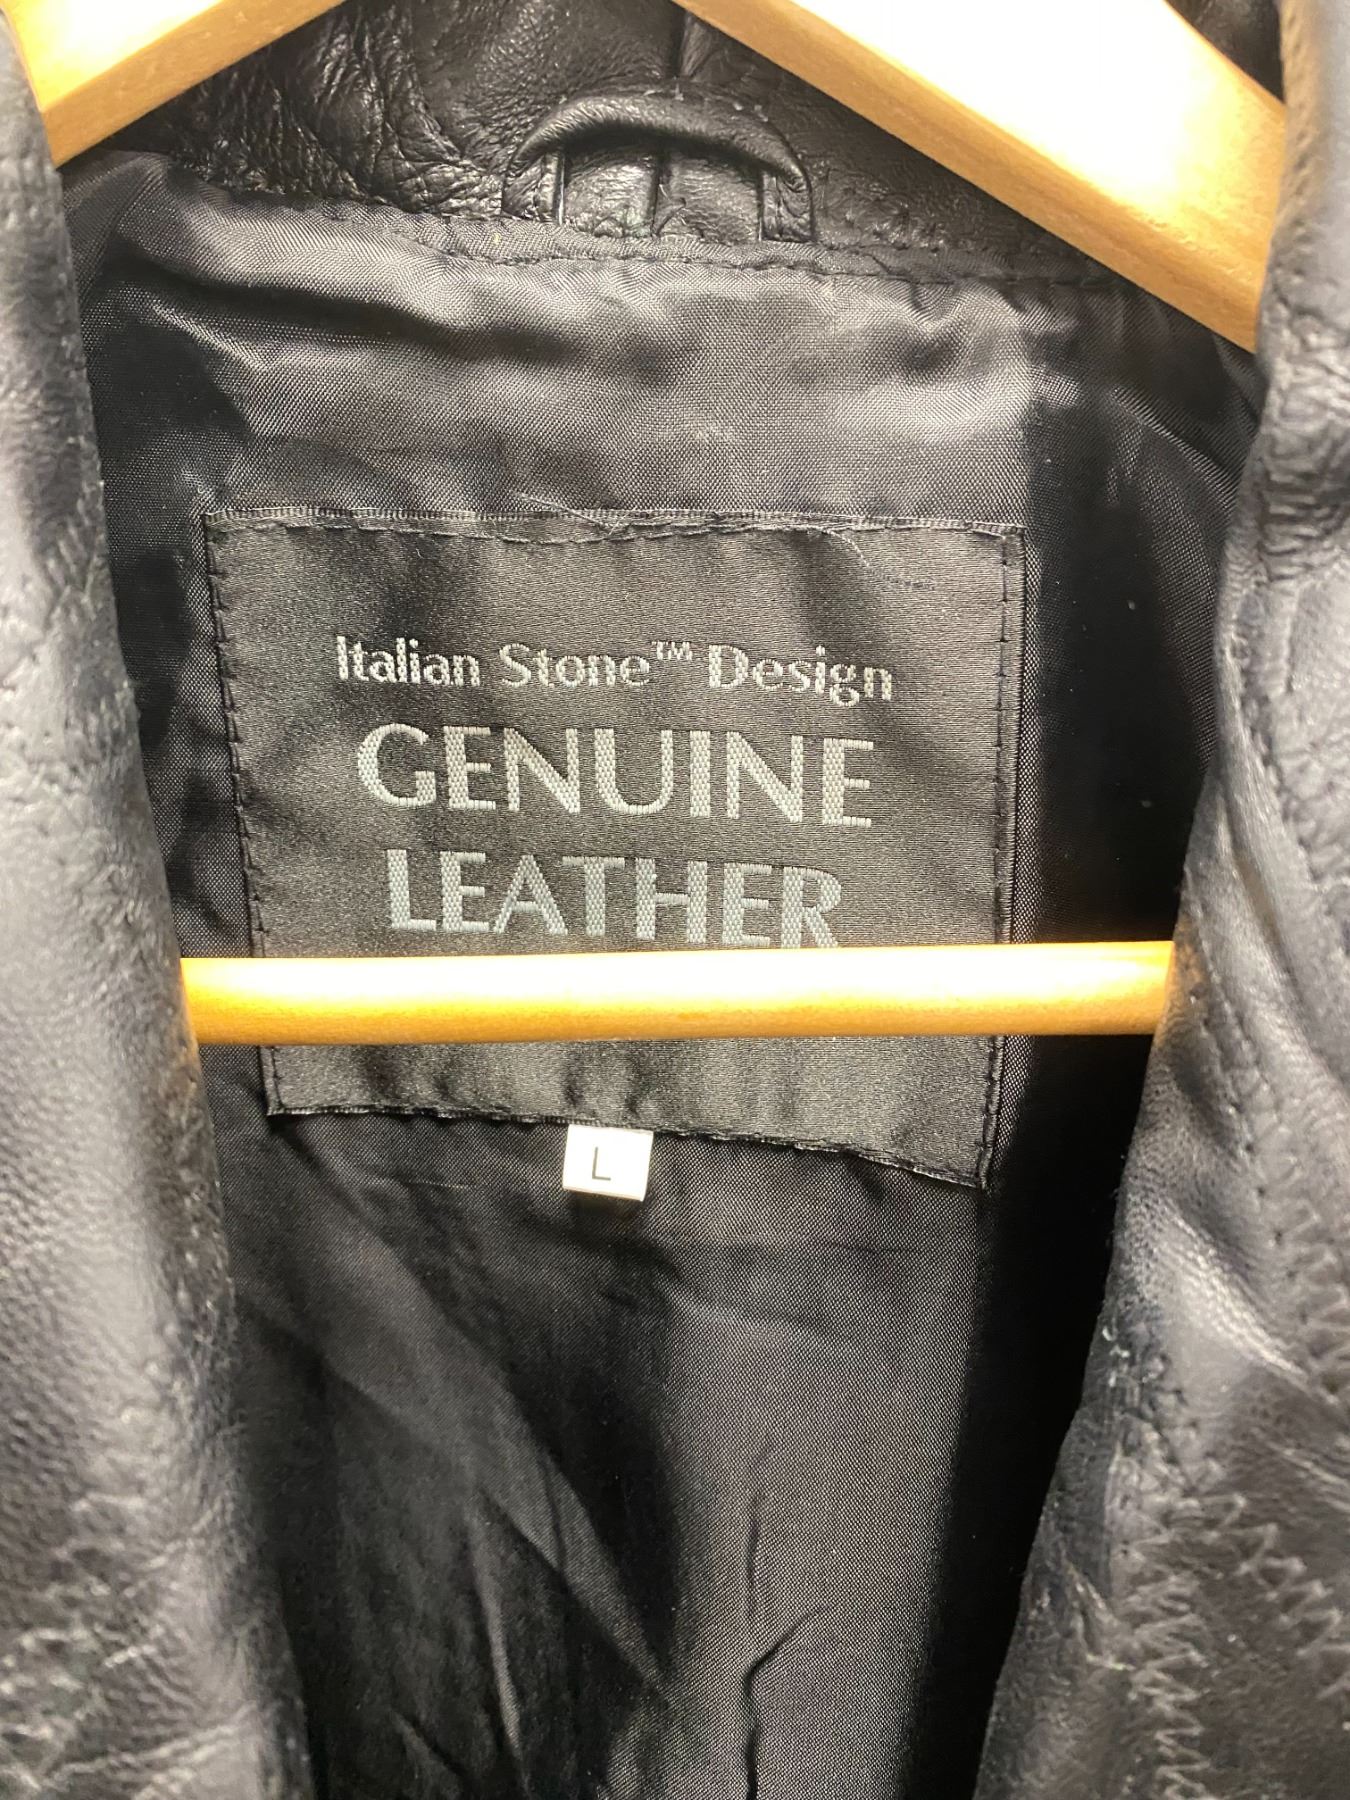 Italian Stone™ Design
GENUINE
LEATHER
L